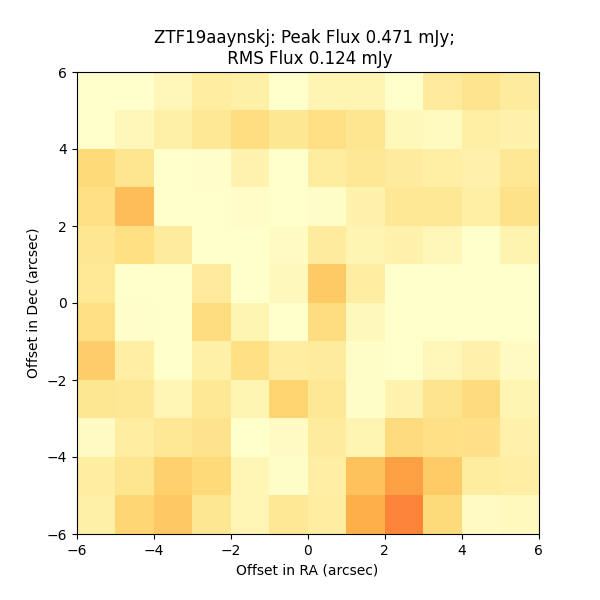 ZTF19aaynskj: Peak Flux 0.471 mJy;
RMS Flux 0.124 mJy
6
4
2
0
−2
−4
−6
Offset in Dec (arcsec)
−6 −4 −2 0 2 4 6
Offset in RA (arcsec)